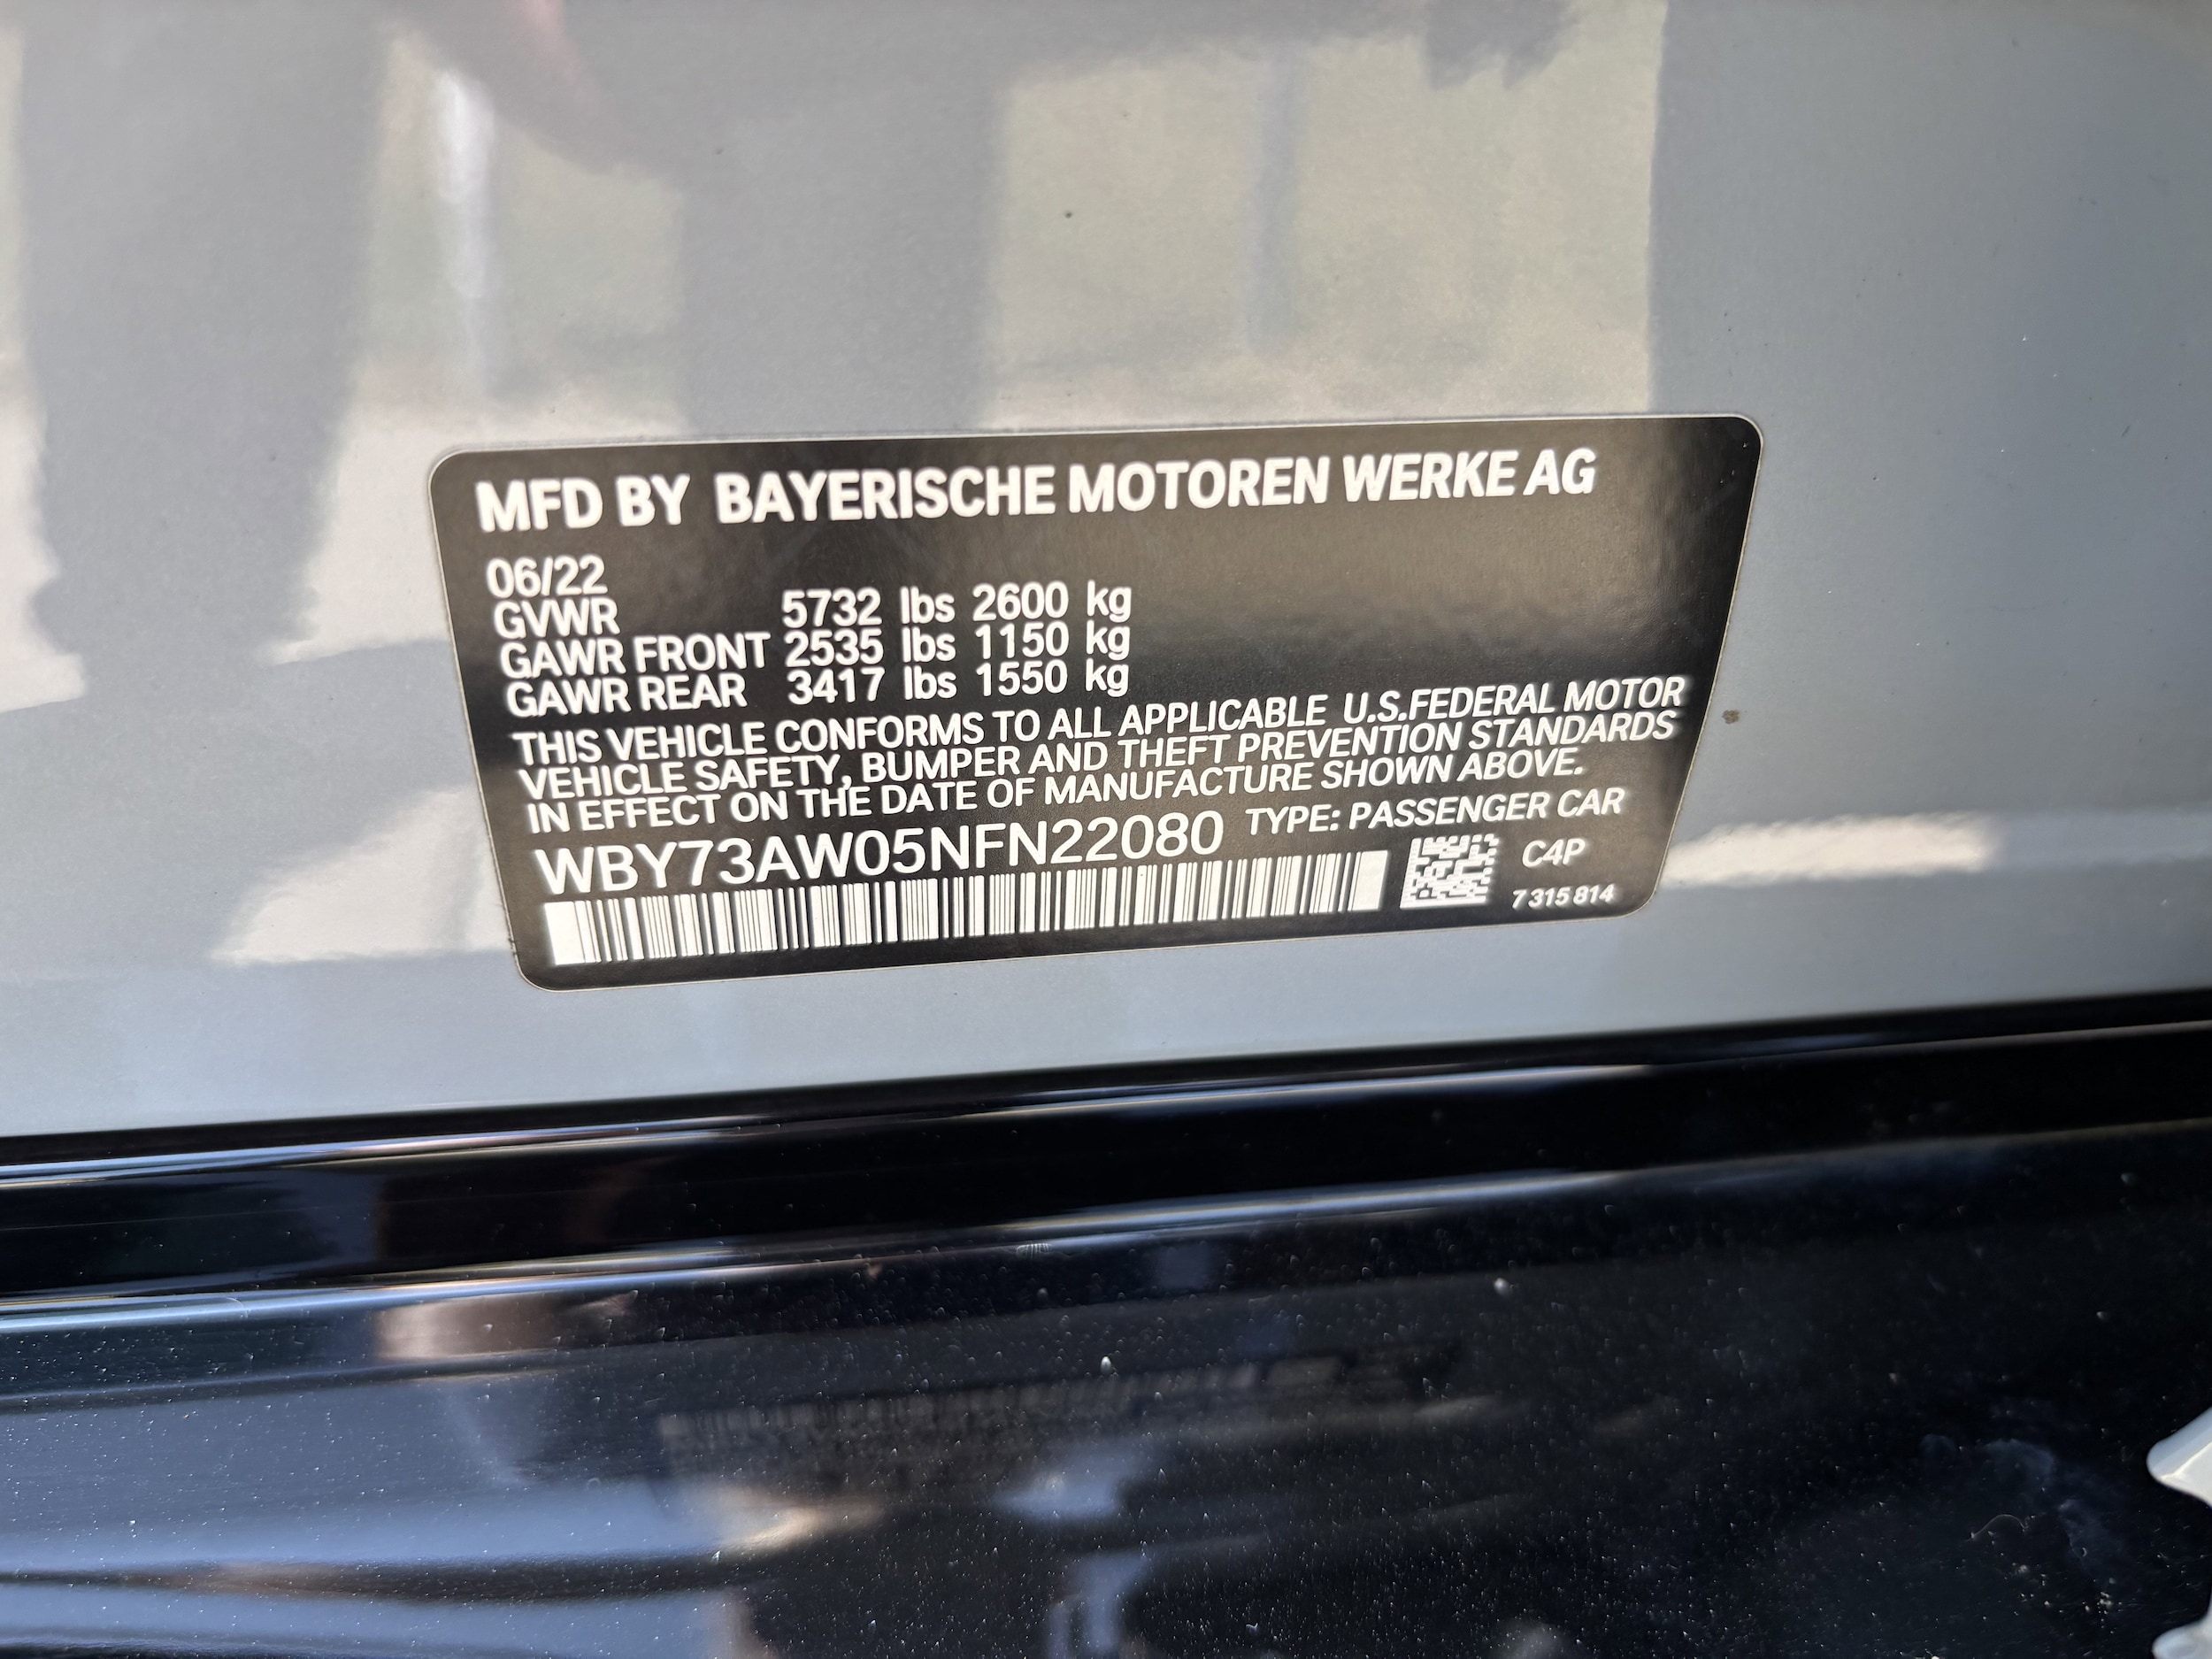 MFD BY BAYERISCHE MOTOREN WERKE AG
06/22
GVWR 5732 lbs 2600 kg
GAWR FRONT 2535 lbs 1150 kg
GAWR REAR 3417 lbs 1550 kg
THIS VEHICLE CONFORMS TO ALL APPLICABLE U.S.FEDERAL MOTOR
VEHICLE SAFETY, BUMPER AND THEFT PREVENTION STANDARDS
IN EFFECT ON THE DATE OF MANUFACTURE SHOWN ABOVE.
WBY73AW05NFN22080 TYPE: PASSENGER CAR
C4P
7 315 814